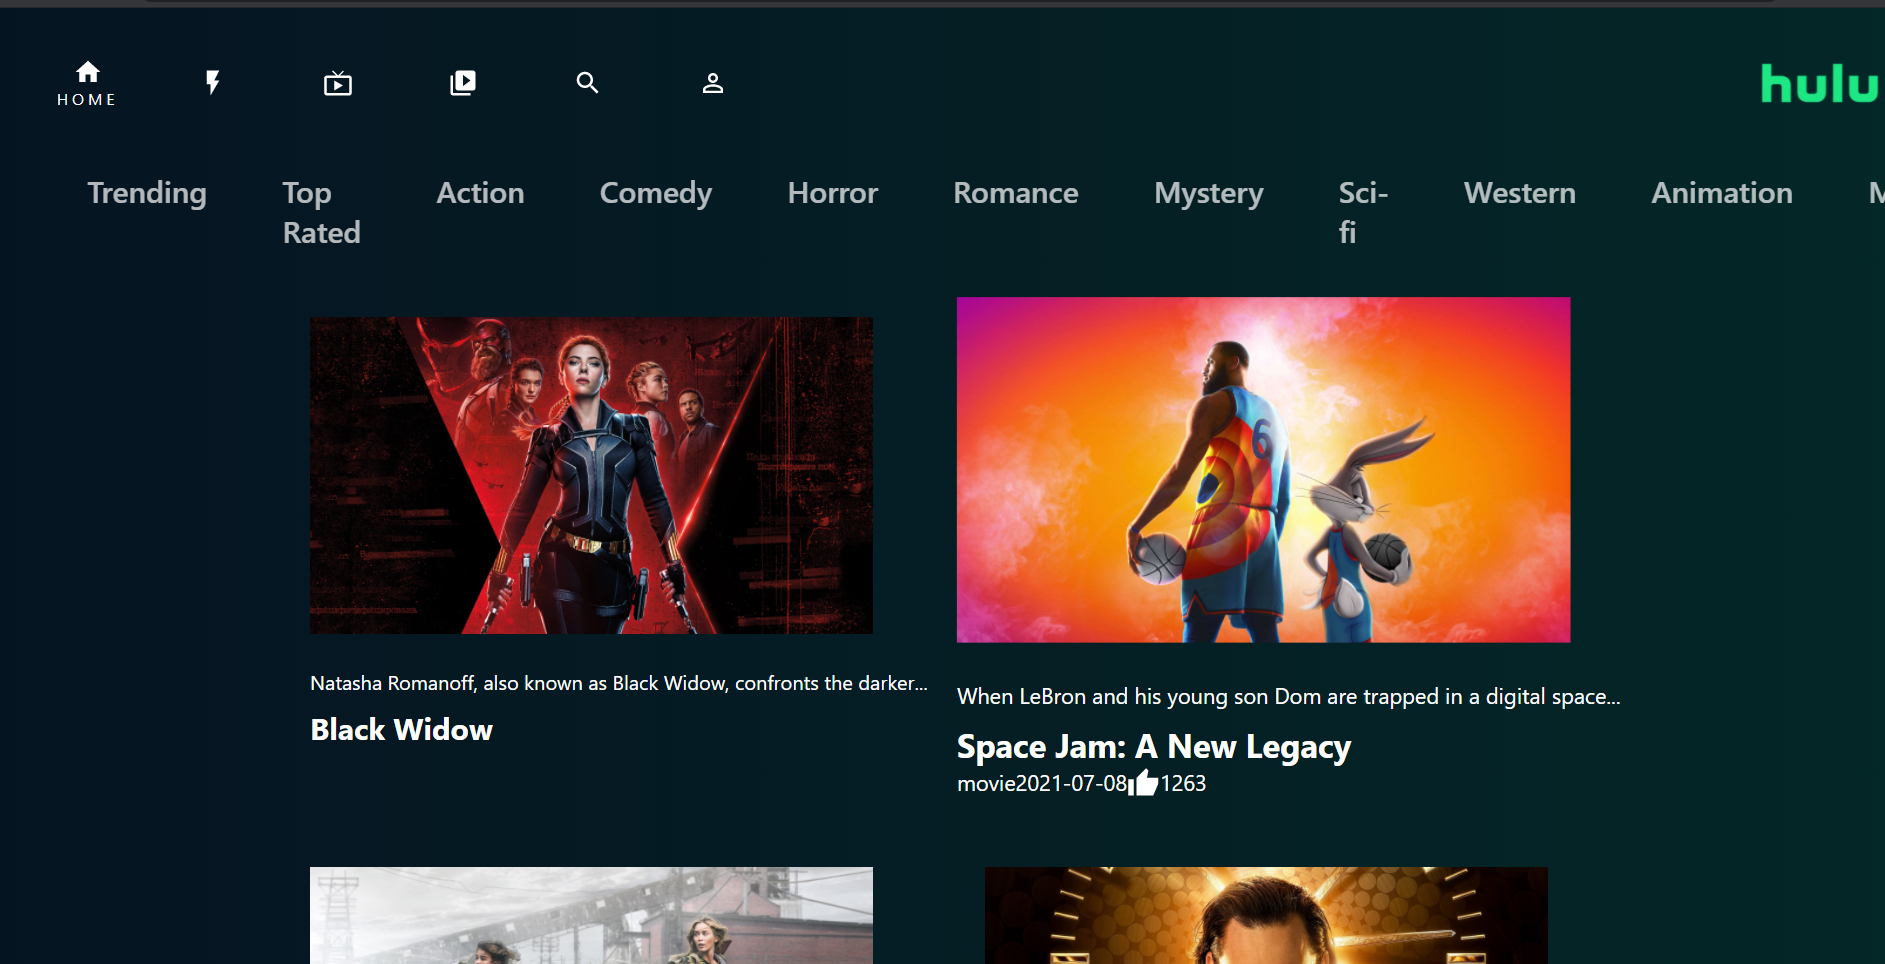 HOME
hulu
Trending Top Rated Action Comedy Horror Romance Mystery Sci-fi Western Animation M
6
Natasha Romanoff, also known as Black Widow, confronts the darker...
Black Widow
When LeBron and his young son Dom are trapped in a digital space...
Space Jam: A New Legacy
movie2021-07-08 1263